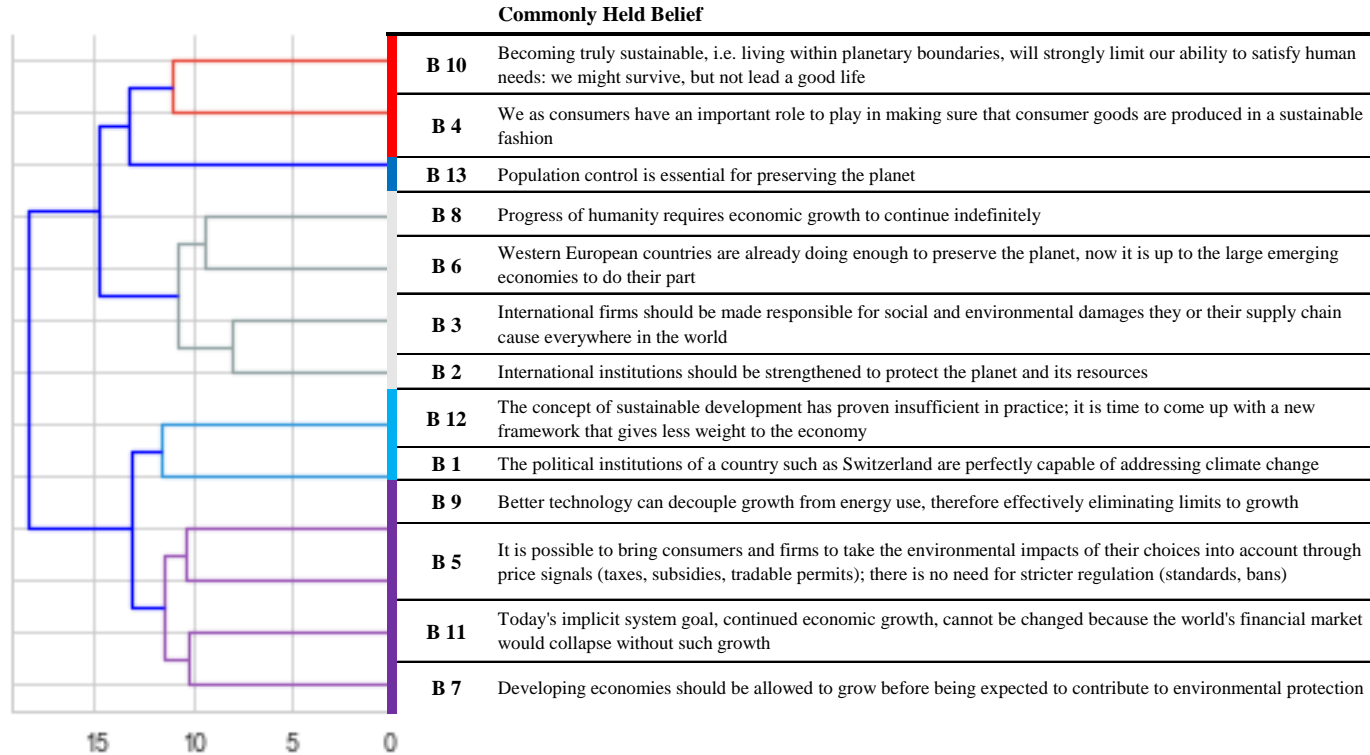 Commonly Held Belief
B 10 Becoming truly sustainable, i.e. living within planetary boundaries, will strongly limit our ability to satisfy human
needs: we might survive, but not lead a good life
B 4 We as consumers have an important role to play in making sure that consumer goods are produced in a sustainable
fashion
B 13 Population control is essential for preserving the planet
B 8 Progress of humanity requires economic growth to continue indefinitely
B 6 Western European countries are already doing enough to preserve the planet, now it is up to the large emerging
economies to do their part
B 3 International firms should be made responsible for social and environmental damages they or their supply chain
cause everywhere in the world
B 2 International institutions should be strengthened to protect the planet and its resources
B 12 The concept of sustainable development has proven insufficient in practice; it is time to come up with a new
framework that gives less weight to the economy
B 1 The political institutions of a country such as Switzerland are perfectly capable of addressing climate change
B 9 Better technology can decouple growth from energy use, therefore effectively eliminating limits to growth
B 5 It is possible to bring consumers and firms to take the environmental impacts of their choices into account through
price signals (taxes, subsidies, tradable permits); there is no need for stricter regulation (standards, bans)
B 11 Today's implicit system goal, continued economic growth, cannot be changed because the world's financial market
would collapse without such growth
B 7 Developing economies should be allowed to grow before being expected to contribute to environmental protection
15 10 5 0